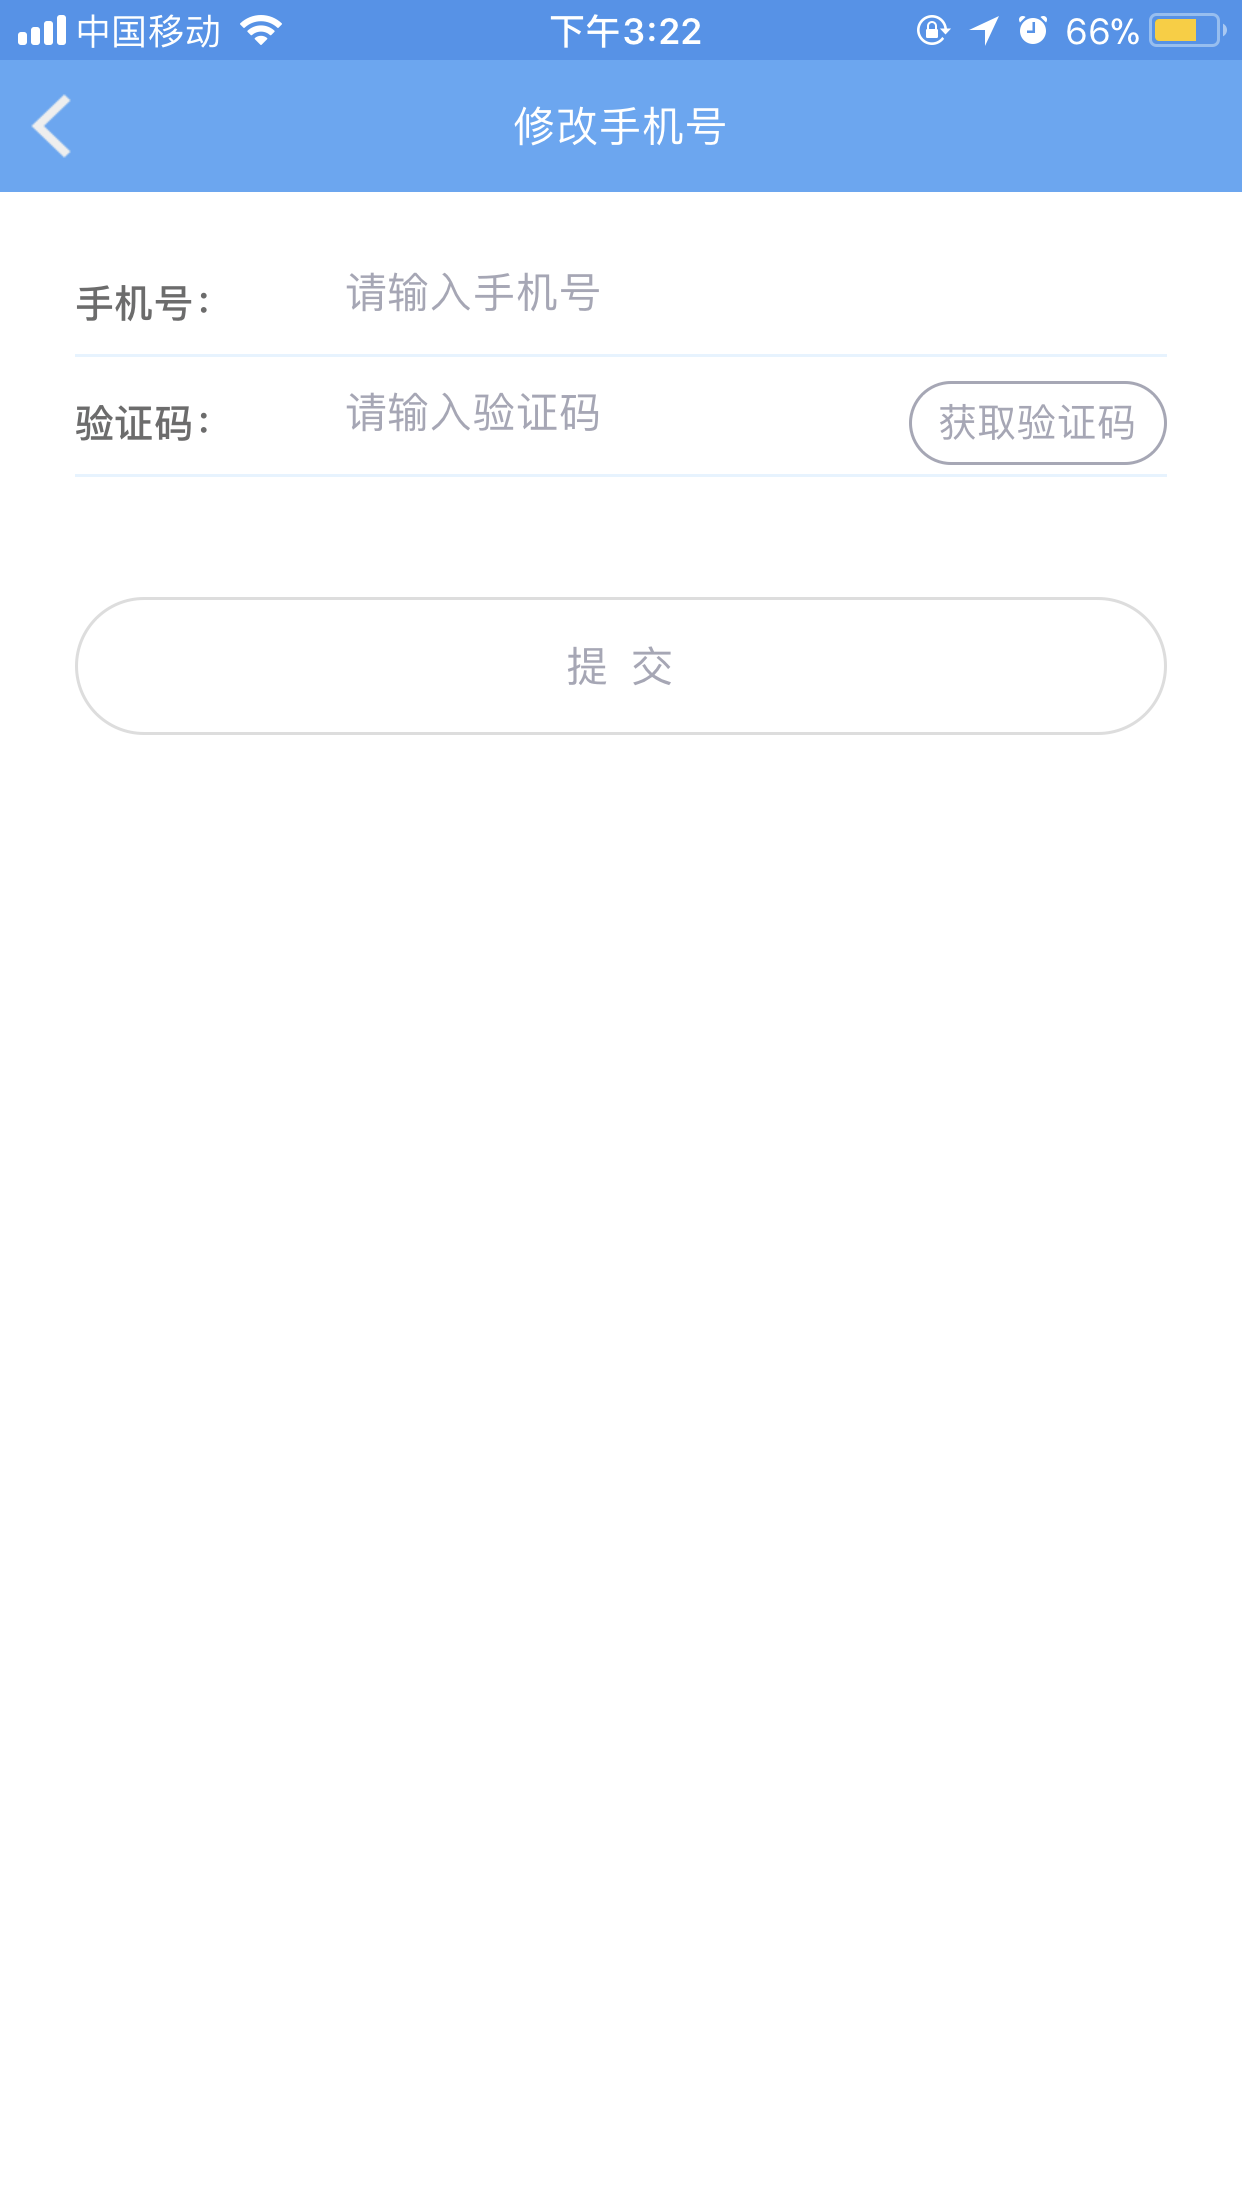 中国移动 下午3:22 66%
修改手机号
手机号: 请输入手机号
验证码: 请输入验证码 获取验证码
提 交